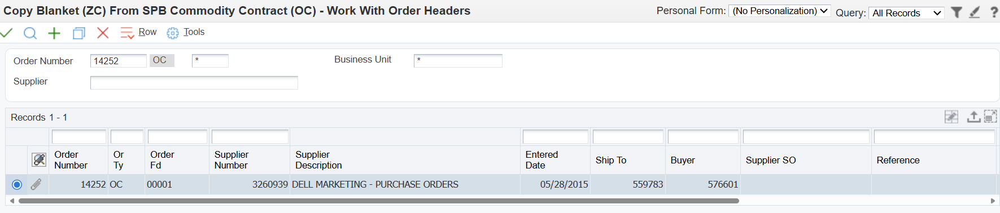 Copy Blanket (ZC) From SPB Commodity Contract (OC) - Work With Order Headers
Personal Form: (No Personalization) Query: All Records ?
Row Tools
Order Number 14252 OC * Business Unit *
Supplier
Records 1 - 1
Order Number Or Ty Order Fd Supplier Number Supplier Description Entered Date Ship To Buyer Supplier SO Reference
14252 OC 00001 3260939 DELL MARKETING - PURCHASE ORDERS 05/28/2015 559783 576601